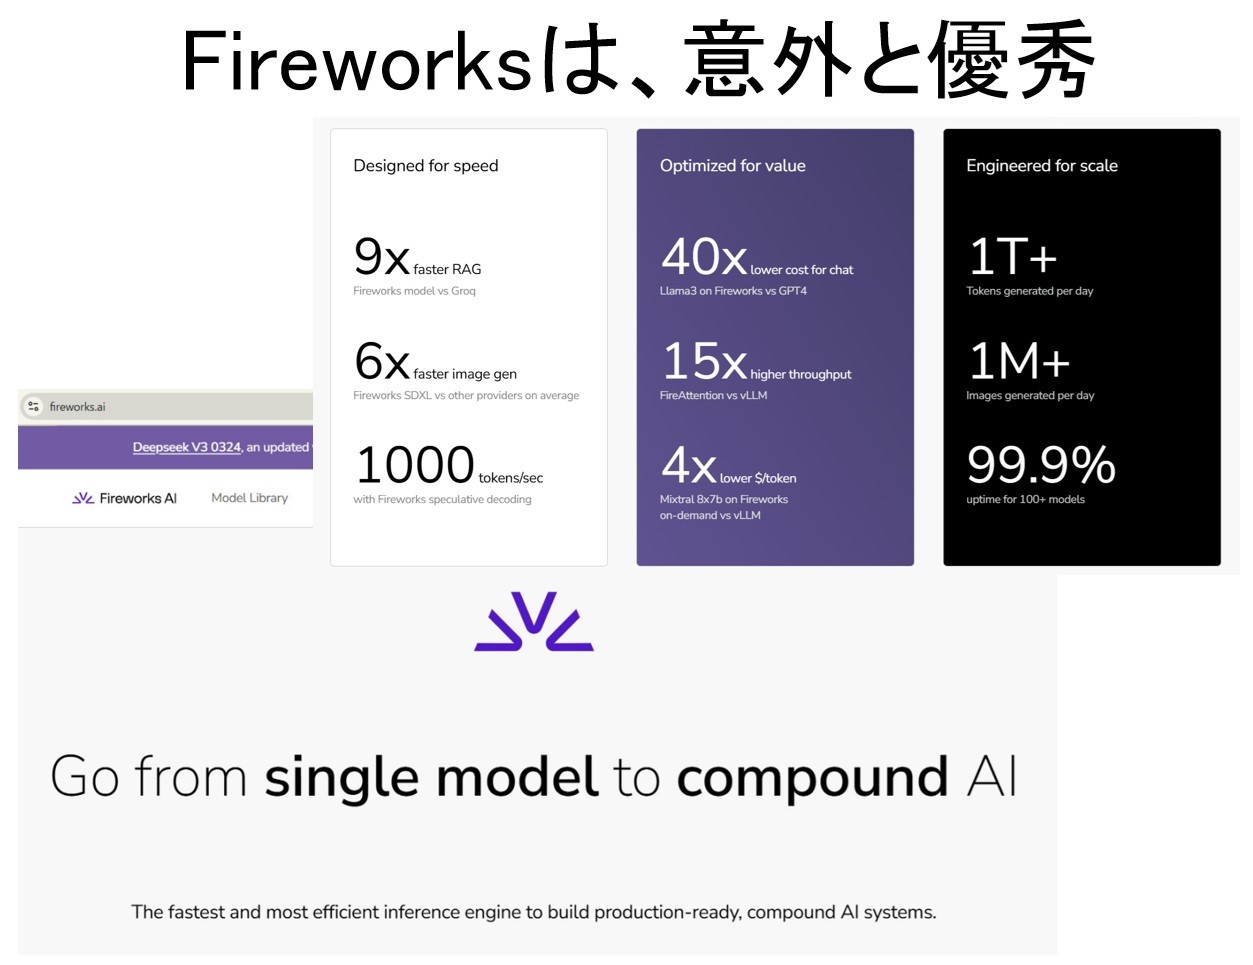 Fireworksは、意外と優秀
Designed for speed
9x faster RAG
Fireworks model vs Groq
6x faster image gen
Fireworks SDXL vs other providers on average
1000 tokens/sec
with Fireworks speculative decoding
Optimized for value
40x lower cost for chat
Llama3 on Fireworks vs GPT4
15x higher throughput
FireAttention vs vLLM
4x lower $/token
Mixtral 8x7b on Fireworks
on-demand vs vLLM
Engineered for scale
1T+
Tokens generated per day
1M+
Images generated per day
99.9%
uptime for 100+ models
fireworks.ai
Deepseek V3 0324, an updated
Fireworks AI Model Library
Go from single model to compound AI
The fastest and most efficient inference engine to build production-ready, compound AI systems.